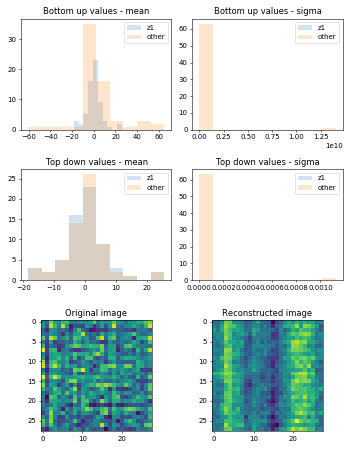 Bottom up values - mean
Bottom up values - sigma
30
20
10
0
−60 −40 −20 0 20 40 60
z1
other
60
50
40
30
20
10
0
0.00 0.25 0.50 0.75 1.00 1.25
1e10
z1
other
Top down values - mean
Top down values - sigma
25
20
15
10
5
0
−20 −10 0 10 20
z1
other
60
50
40
30
20
10
0
0.0000 0.0002 0.0004 0.0006 0.0008 0.0010
z1
other
Original image
Reconstructed image
0
5
10
15
20
25
0 10 20
0
5
10
15
20
25
0 10 20